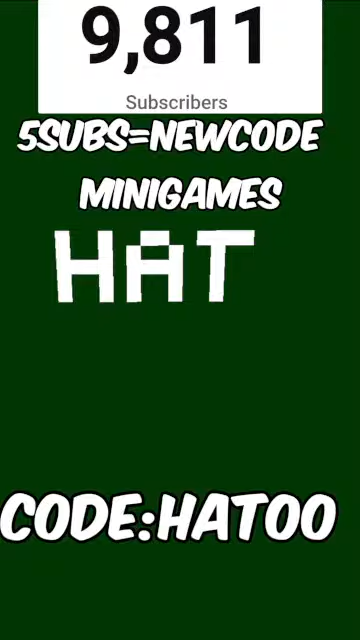 9,811
Subscribers
5SUBS=NEWCODE
MINIGAMES
HAT
CODE:HATOO